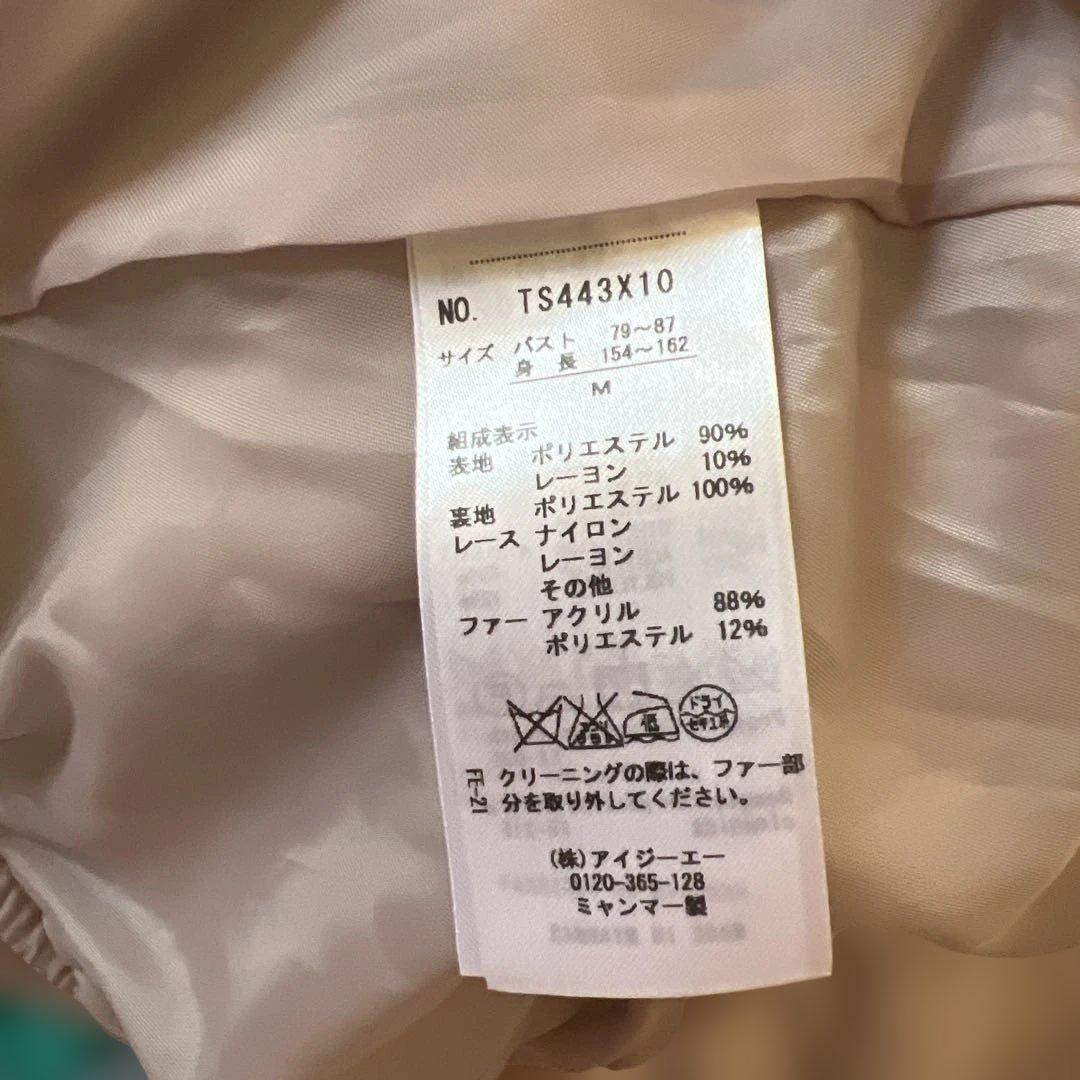 NO. TS443X10
サイズ バスト 79～87
身長 154～162
M
組成表示
表地 ポリエステル 90%
レーヨン 10%
裏地 ポリエステル 100%
レース ナイロン
レーヨン
その他
ファー アクリル 88%
ポリエステル 12%
低 ドライ
セキユ系
クリーニングの際は、ファー部
分を取り外してください。
FE-21
(株)アイジーエー
0120-365-128
ミャンマー製